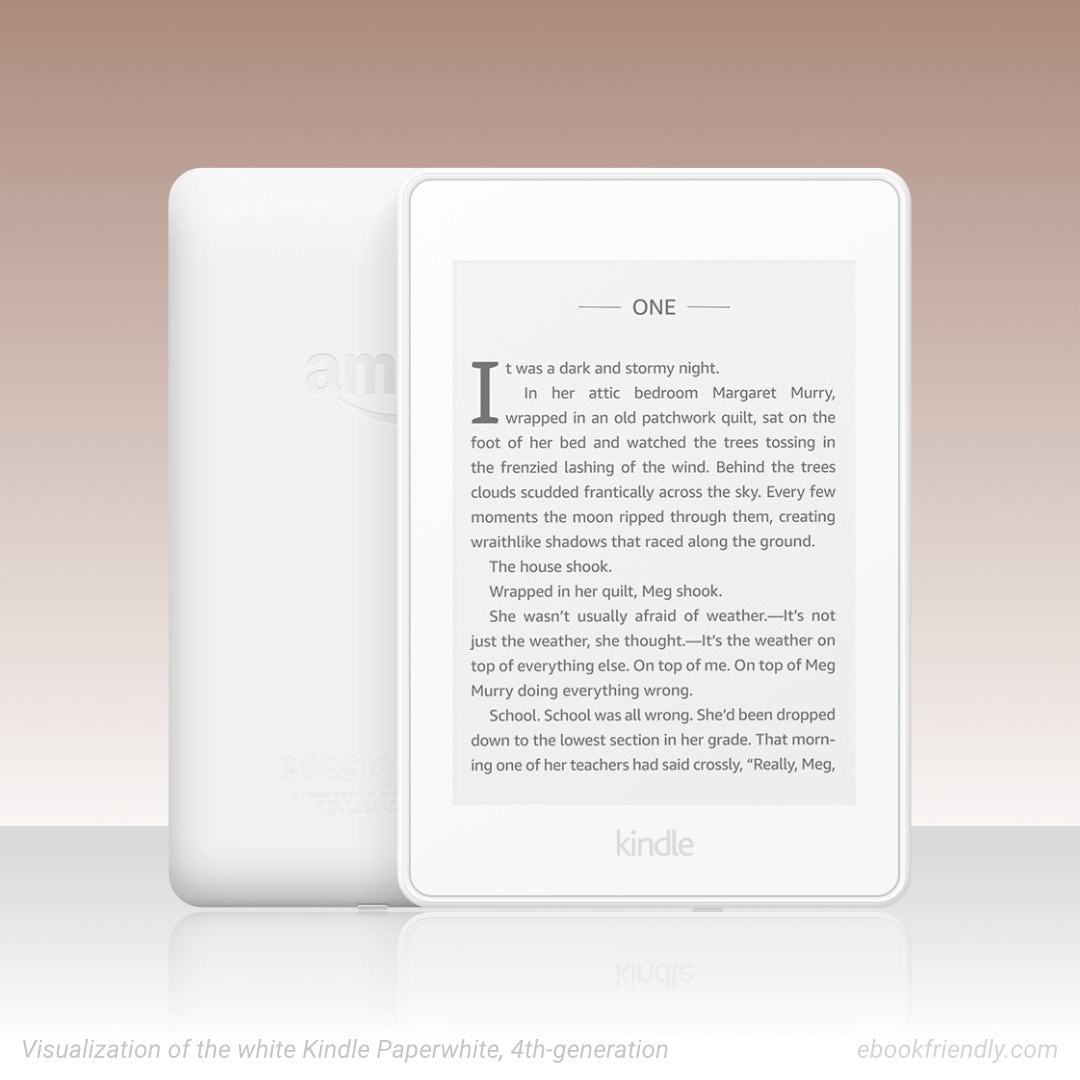 am
ONE
It was a dark and stormy night.
In her attic bedroom Margaret Murry,
wrapped in an old patchwork quilt, sat on the
foot of her bed and watched the trees tossing in
the frenzied lashing of the wind. Behind the trees
clouds scudded frantically across the sky. Every few
moments the moon ripped through them, creating
wraithlike shadows that raced along the ground.
The house shook.
Wrapped in her quilt, Meg shook.
She wasn’t usually afraid of weather.—It’s not
just the weather, she thought.—It’s the weather on
top of everything else. On top of me. On top of Meg
Murry doing everything wrong.
School. School was all wrong. She’d been dropped
down to the lowest section in her grade. That morn-
ing one of her teachers had said crossly, “Really, Meg,
kindle
Visualization of the white Kindle Paperwhite, 4th-generation
ebookfriendly.com